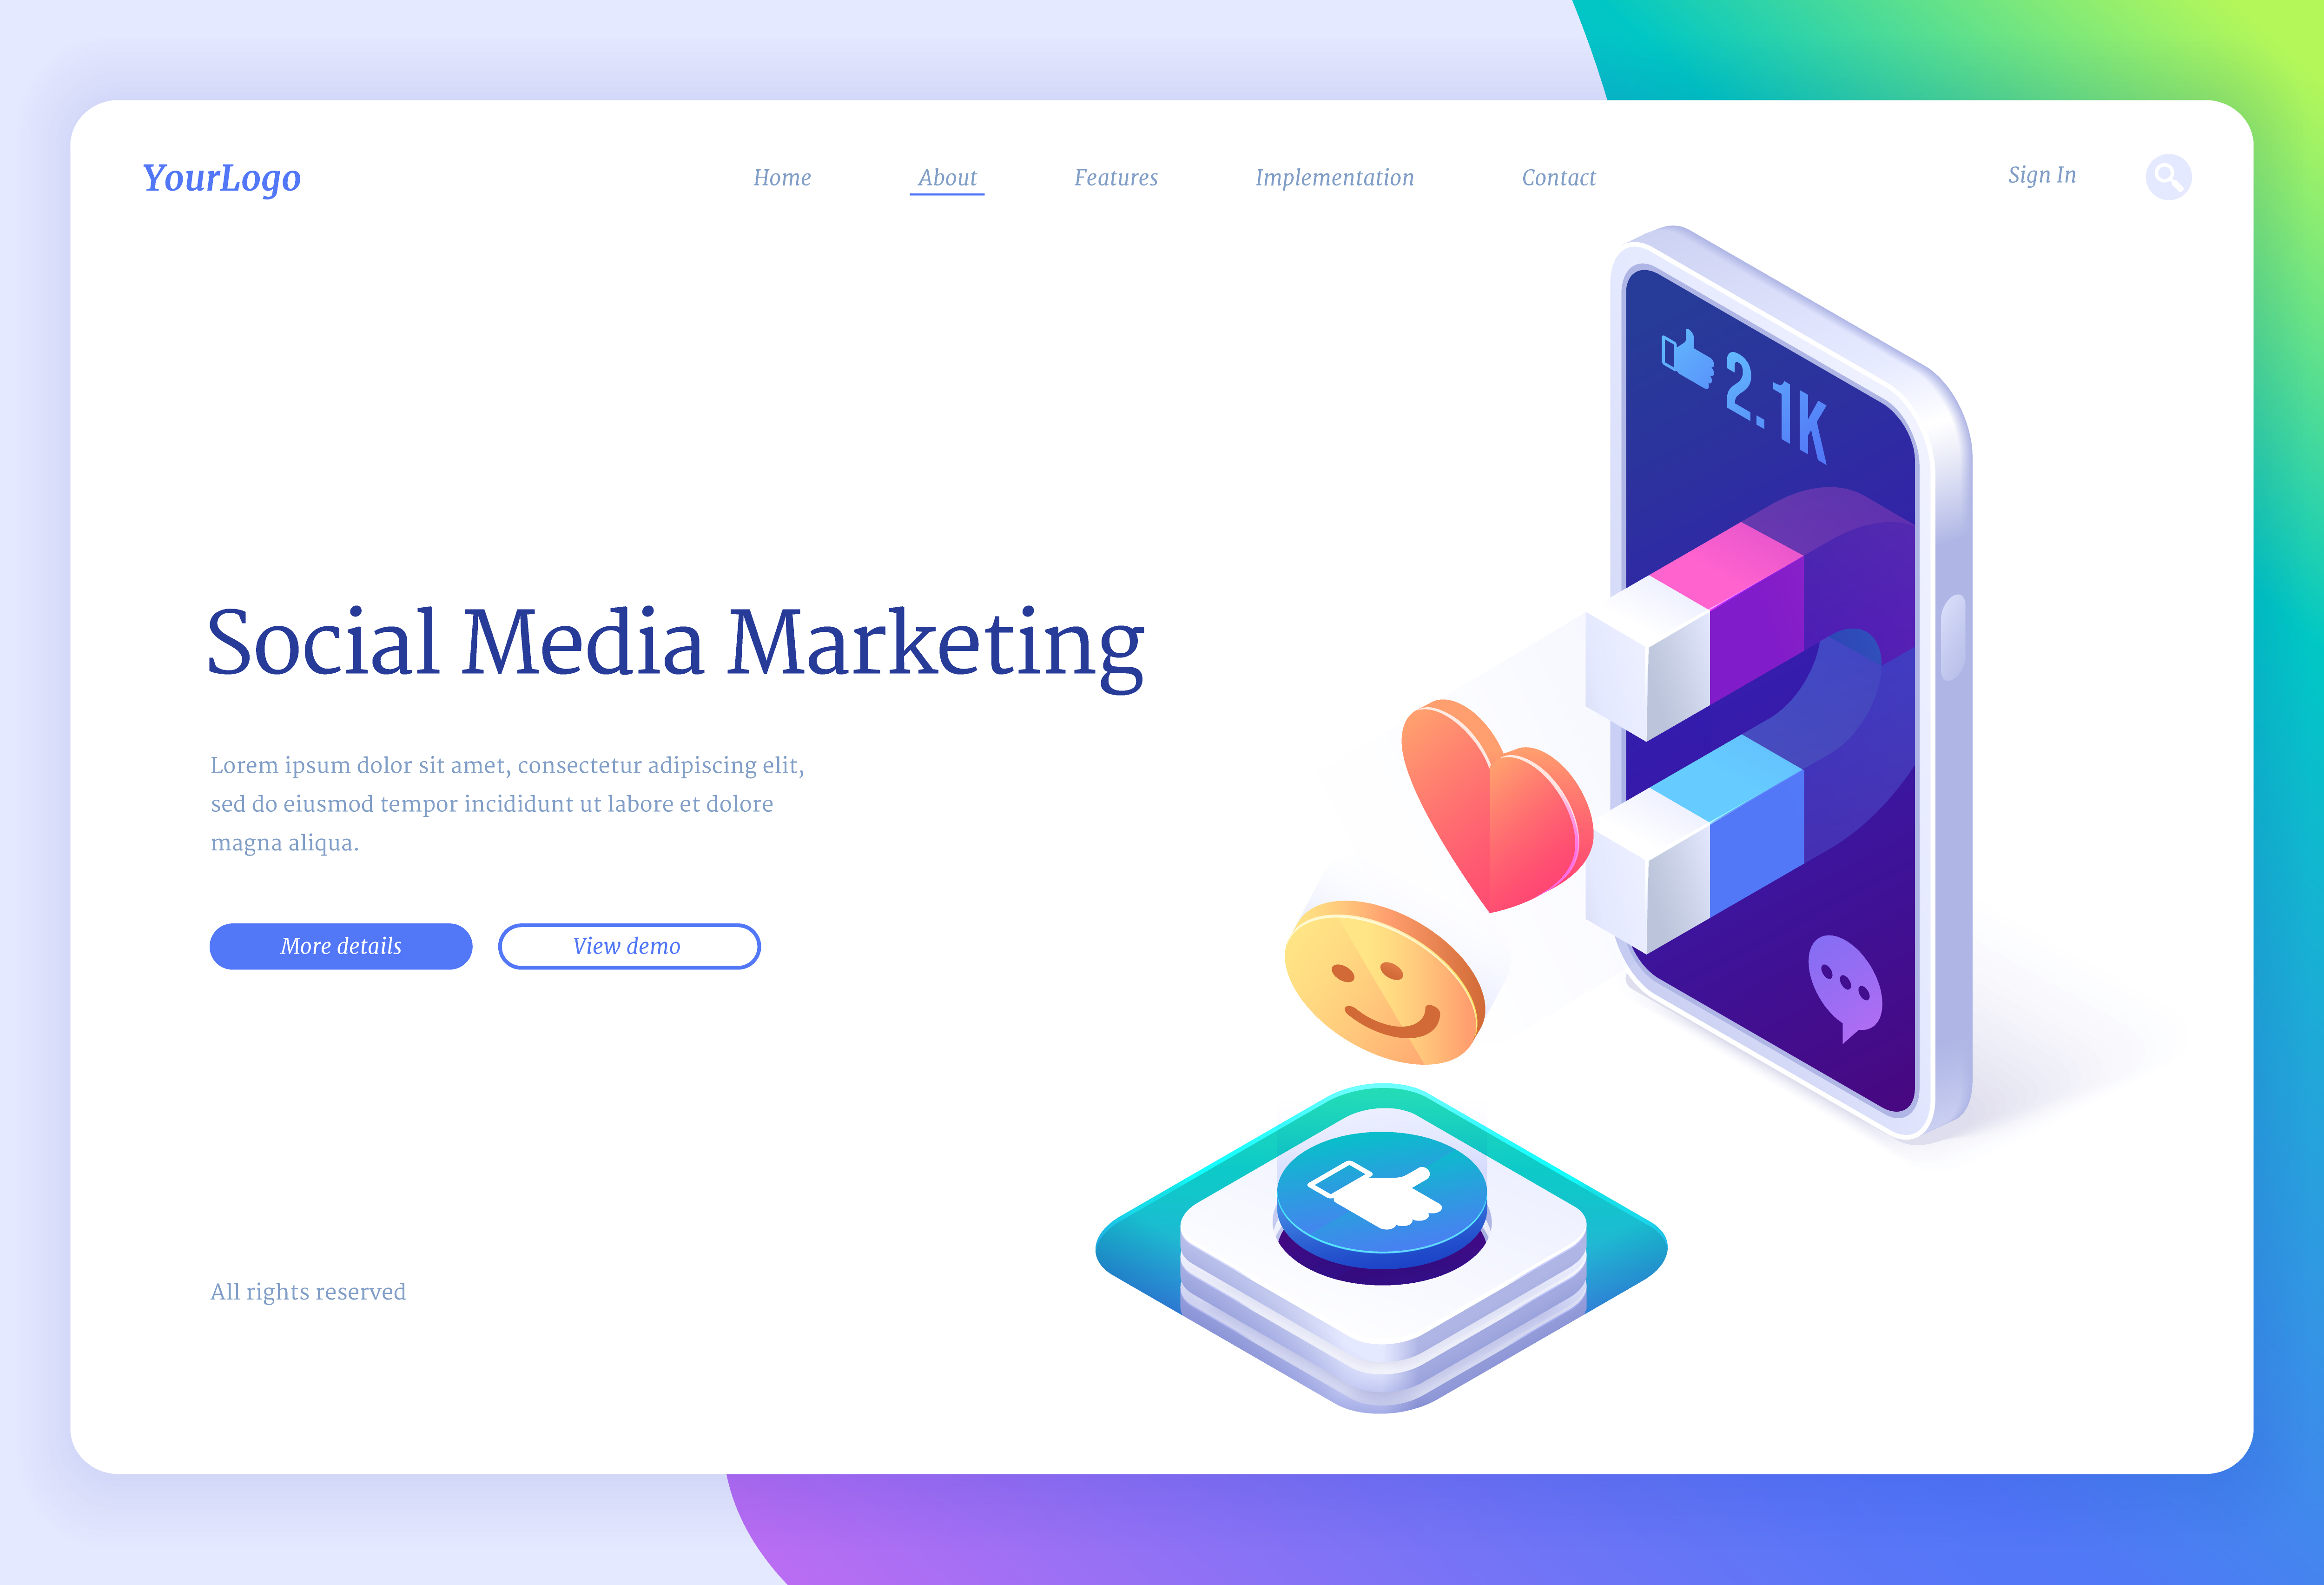 YourLogo
Home
About
Features
Implementation
Contact
Sign In
2.1K
Social Media Marketing
Lorem ipsum dolor sit amet, consectetur adipiscing elit,
sed do eiusmod tempor incididunt ut labore et dolore
magna aliqua.
More details
View demo
All rights reserved